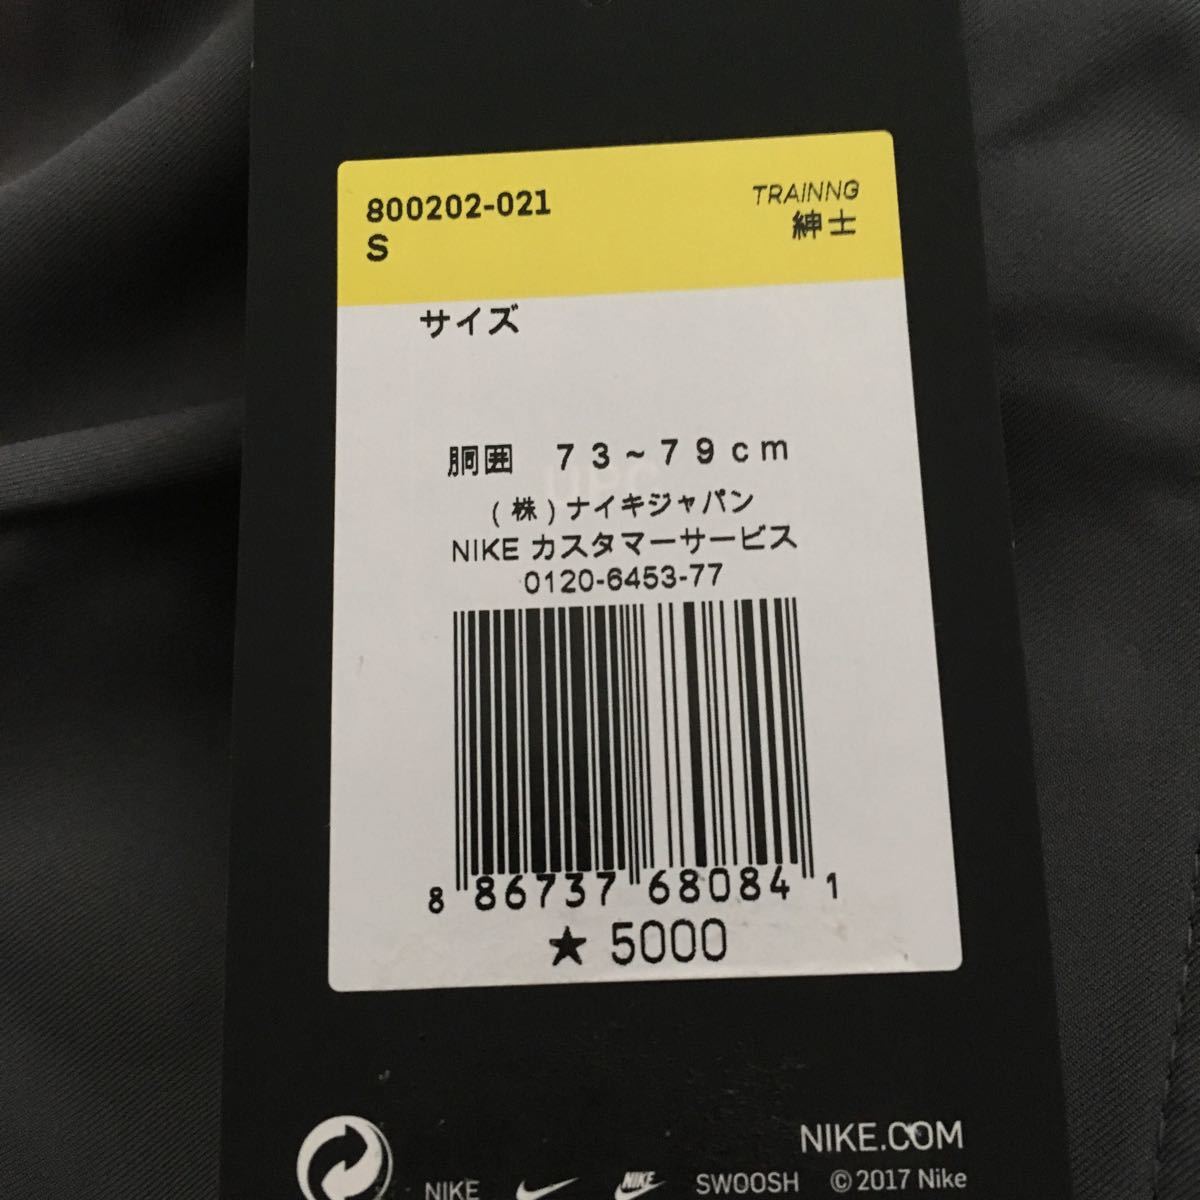 800202-021
S
TRAINNG
紳士
サイズ
胴囲 73~79cm
(株)ナイキジャパン
NIKE カスタマーサービス
0120-6453-77
8 86737 68084 1
★ 5000
NIKE.COM
NIKE NIKE SWOOSH ©2017 Nike